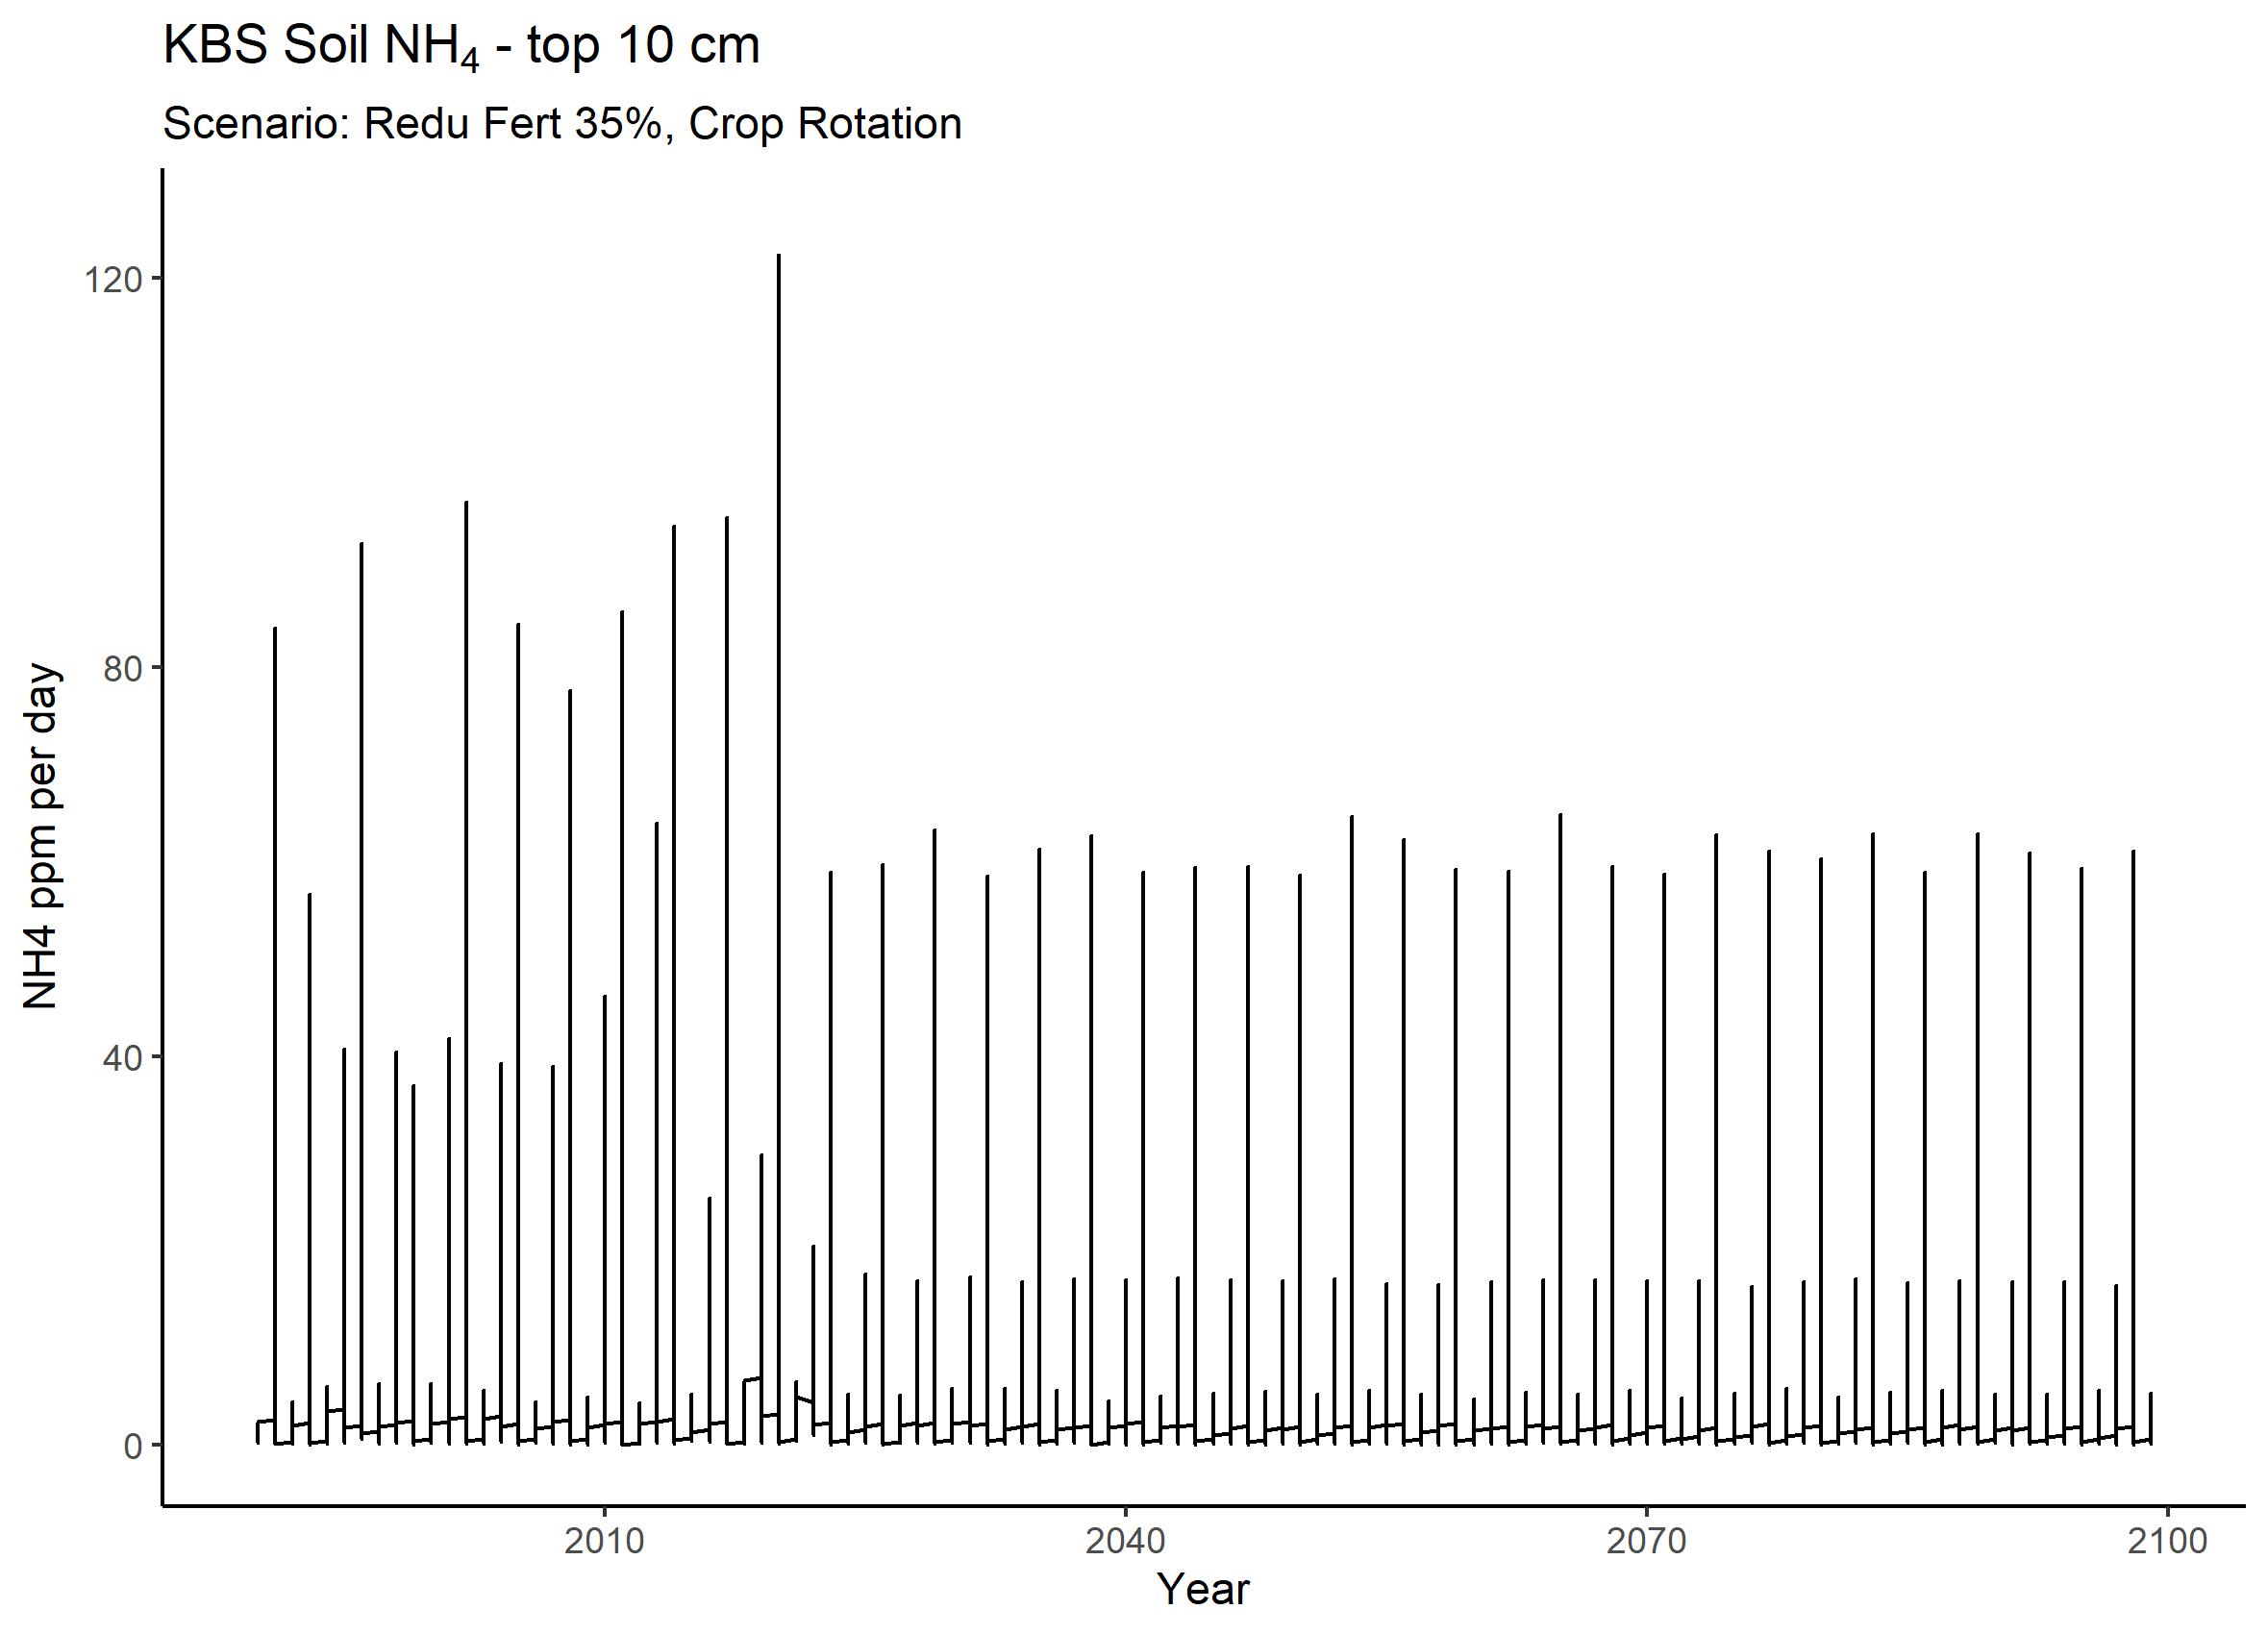 KBS Soil NH₄ - top 10 cm
Scenario: Redu Fert 35%, Crop Rotation
NH4 ppm per day
120
80
40
0
2010 2040 2070 2100
Year